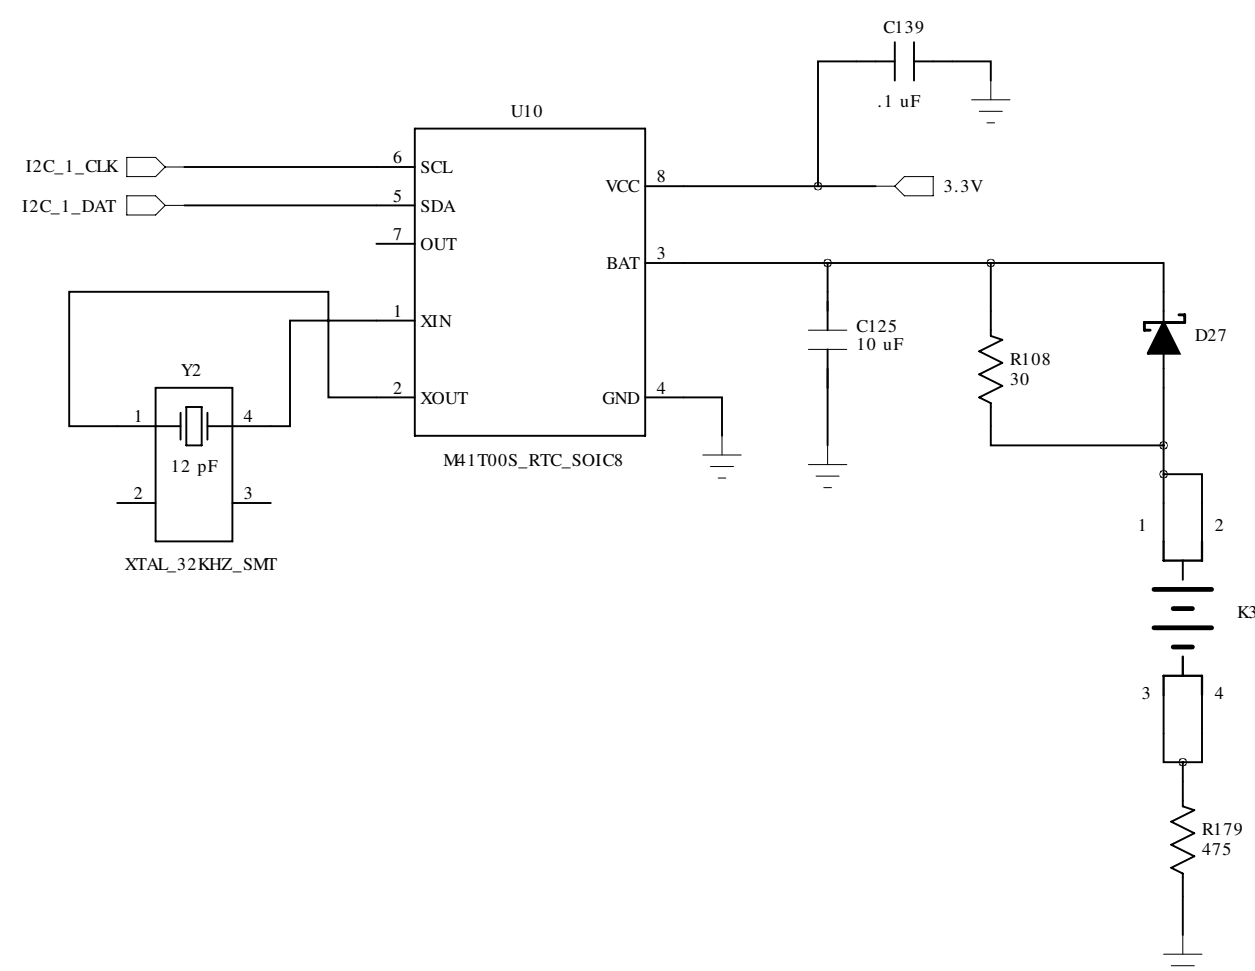 C139
.1 uF
U10
I2C_1_CLK
6
SCL
VCC
8
3.3V
I2C_1_DAT
5
SDA
7
OUT
BAT
3
1
XIN
C125
10 uF
D27
R108
30
Y2
2
XOUT
GND
4
1
4
12 pF
M41T00S_RTC_SOIC8
2
3
XTAL_32KHZ_SMT
1
2
K3
3
4
R179
475